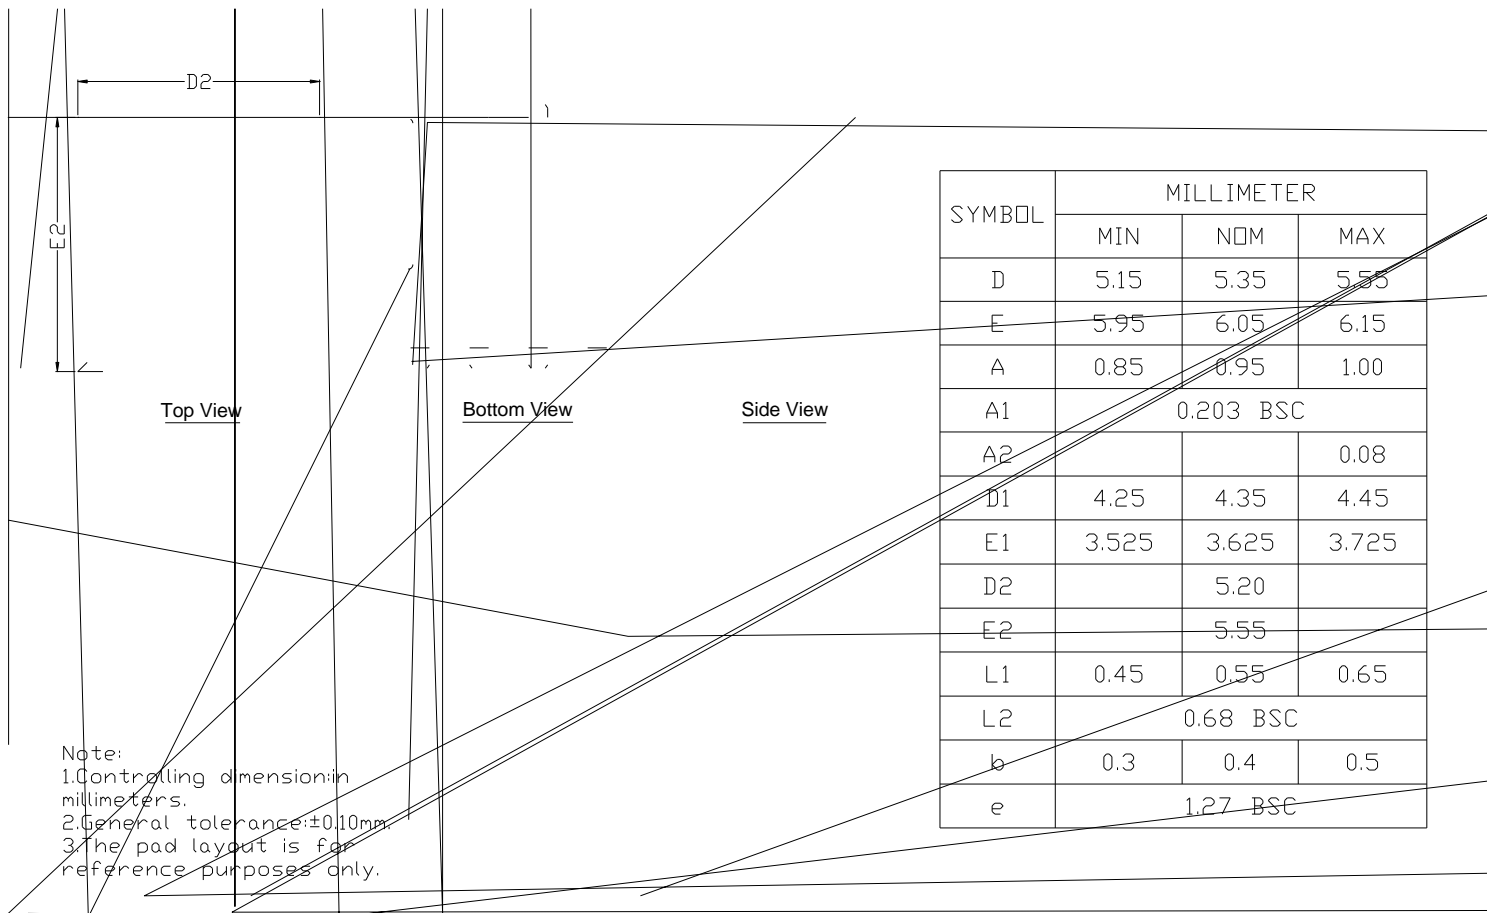 D2
E2
Top View
Bottom View
Side View
SYMBOL MILLIMETER
MIN NOM MAX
D 5.15 5.35 5.55
E 5.95 6.05 6.15
A 0.85 0.95 1.00
A1 0.203 BSC
A2 0.08
D1 4.25 4.35 4.45
E1 3.525 3.625 3.725
D2 5.20
E2 5.55
L1 0.45 0.55 0.65
L2 0.68 BSC
b 0.3 0.4 0.5
e 1.27 BSC
Note:
1.Controlling dimension:in
millimeters.
2.General tolerance:±0.10mm.
3.The pad layout is for
reference purposes only.